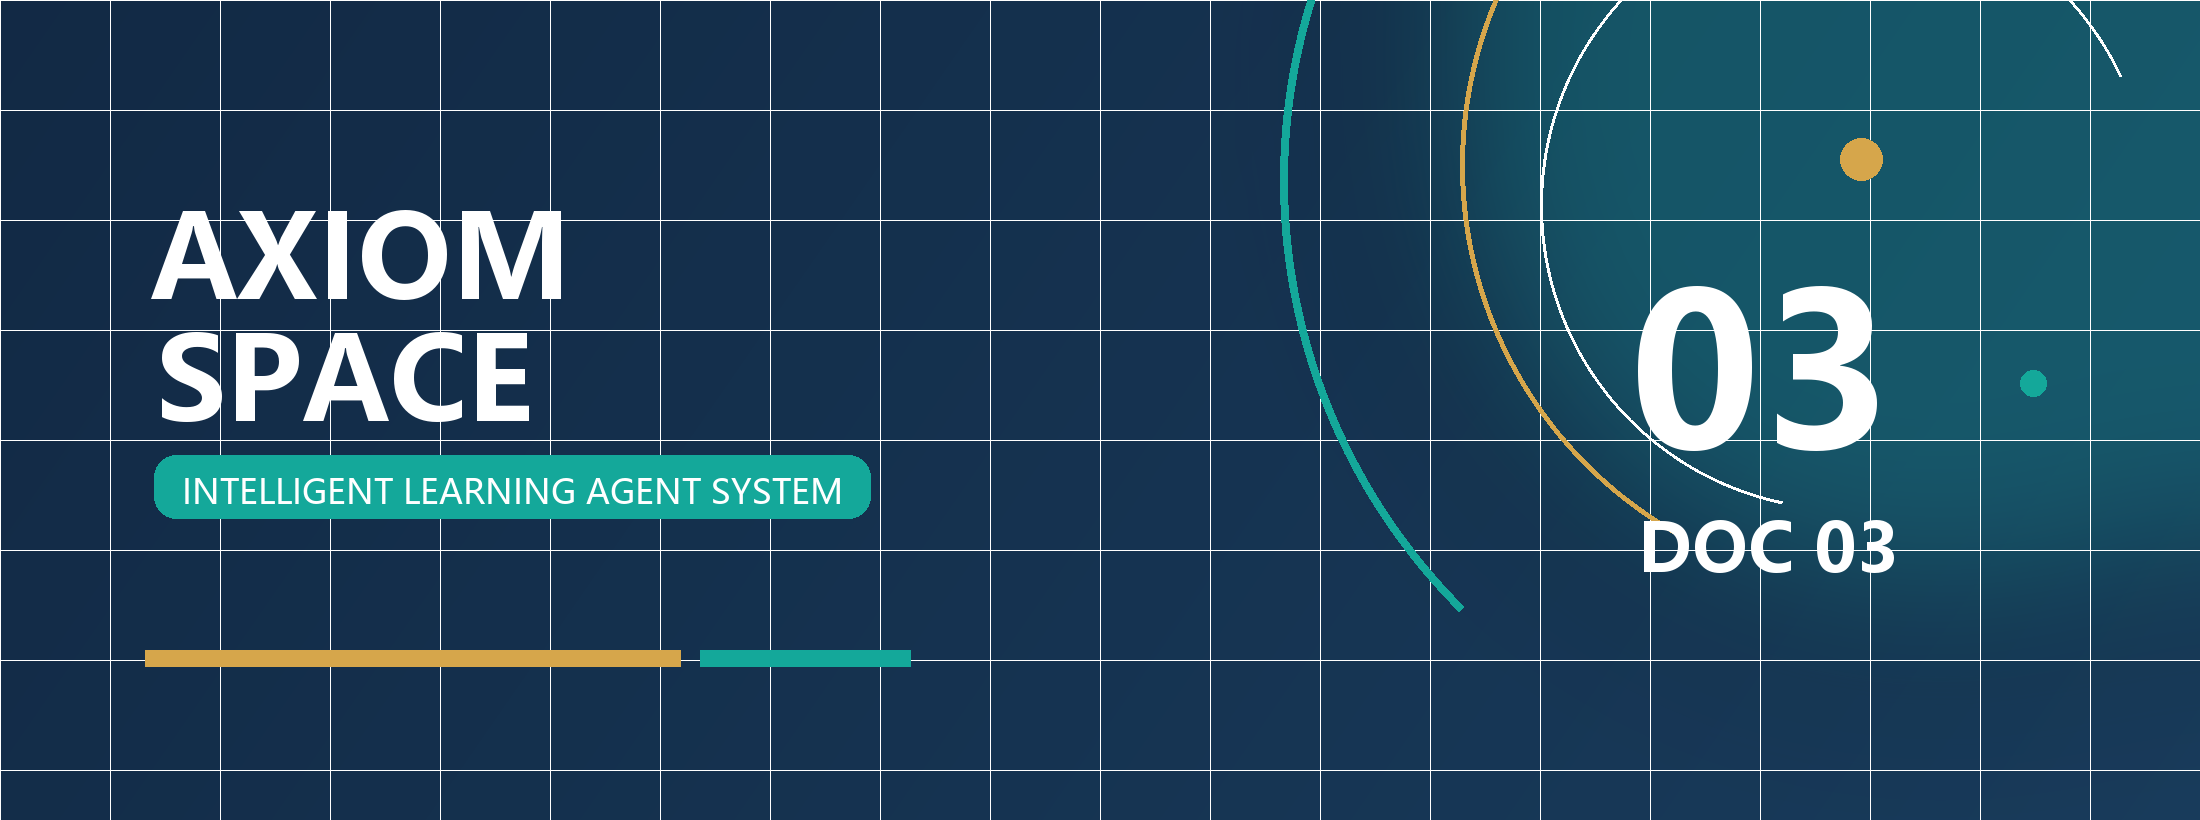 AXIOM
SPACE
INTELLIGENT LEARNING AGENT SYSTEM
03
DOC 03